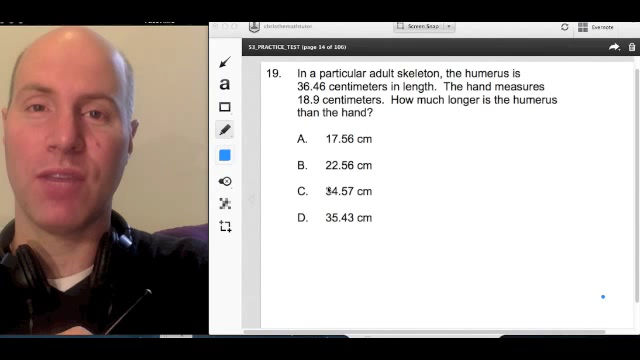 christhemathtutor
Screen Snap
Evernote
S3_PRACTICE_TEST (page 14 of 106)
a
19. In a particular adult skeleton, the humerus is
36.46 centimeters in length. The hand measures
18.9 centimeters. How much longer is the humerus
than the hand?
A. 17.56 cm
B. 22.56 cm
C. 34.57 cm
D. 35.43 cm